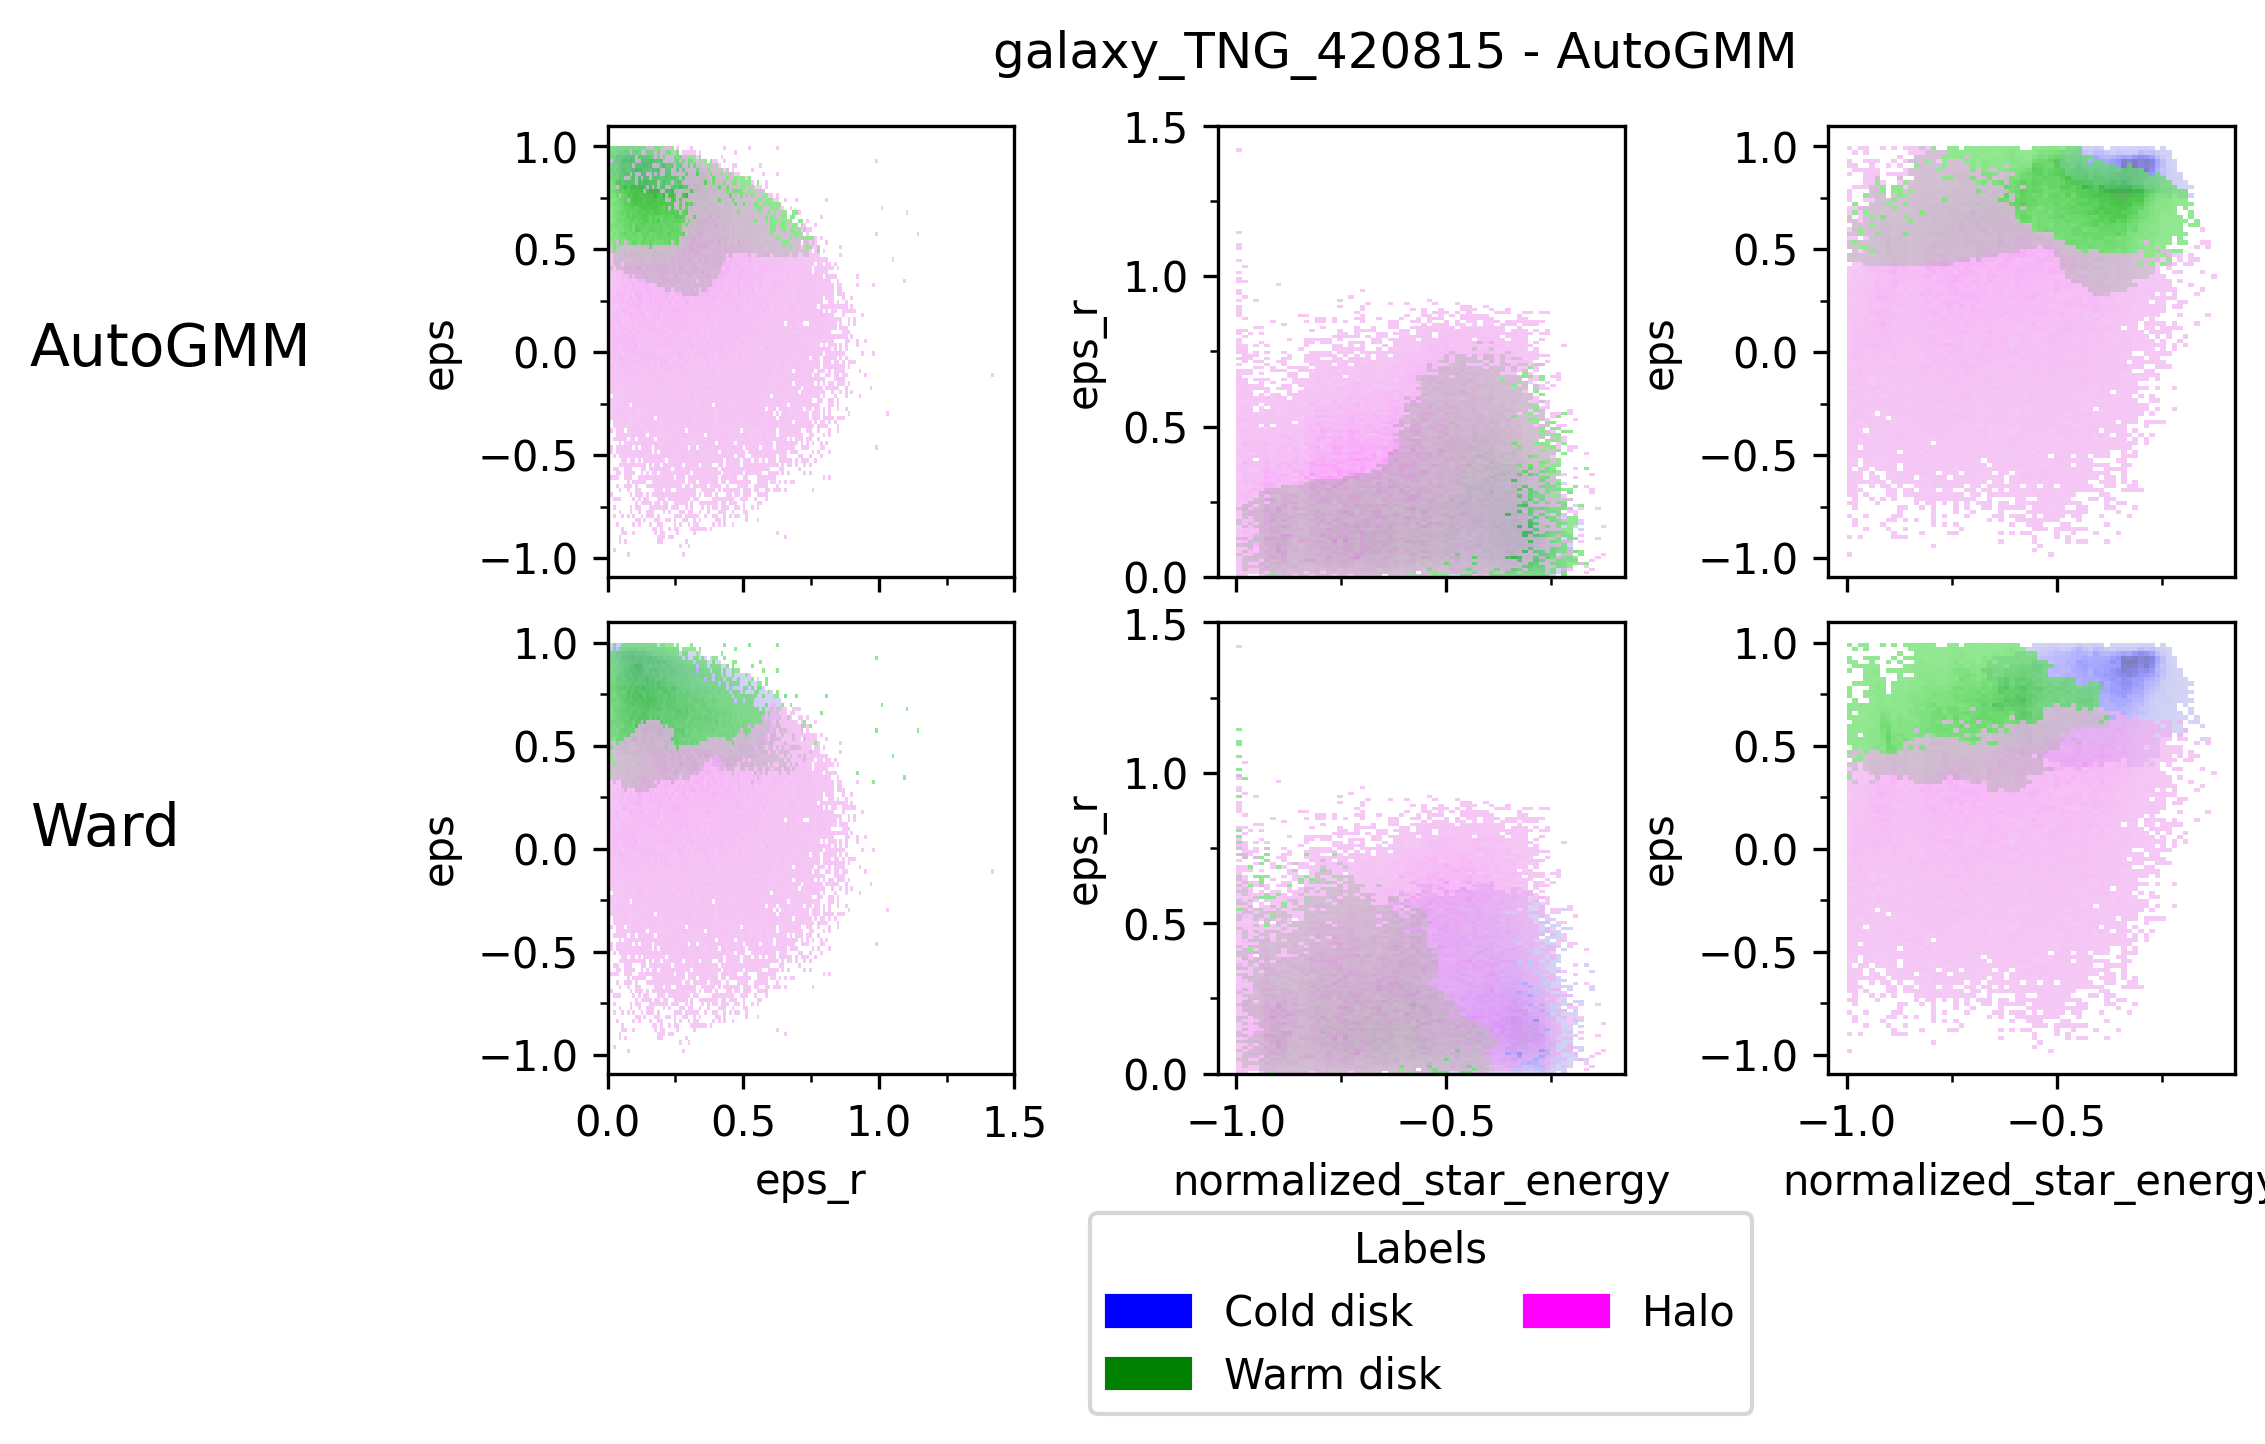 galaxy_TNG_420815 - AutoGMM
AutoGMM
eps
1.0
0.5
0.0
−0.5
−1.0
eps_r
1.5
1.0
0.5
0.0
eps
1.0
0.5
0.0
−0.5
−1.0
Ward
eps
1.0
0.5
0.0
−0.5
−1.0
0.0 0.5 1.0 1.5
eps_r
eps_r
1.5
1.0
0.5
0.0
−1.0 −0.5
normalized_star_energy
eps
1.0
0.5
0.0
−0.5
−1.0
−1.0 −0.5
normalized_star_energy
Labels
Cold disk
Warm disk
Halo